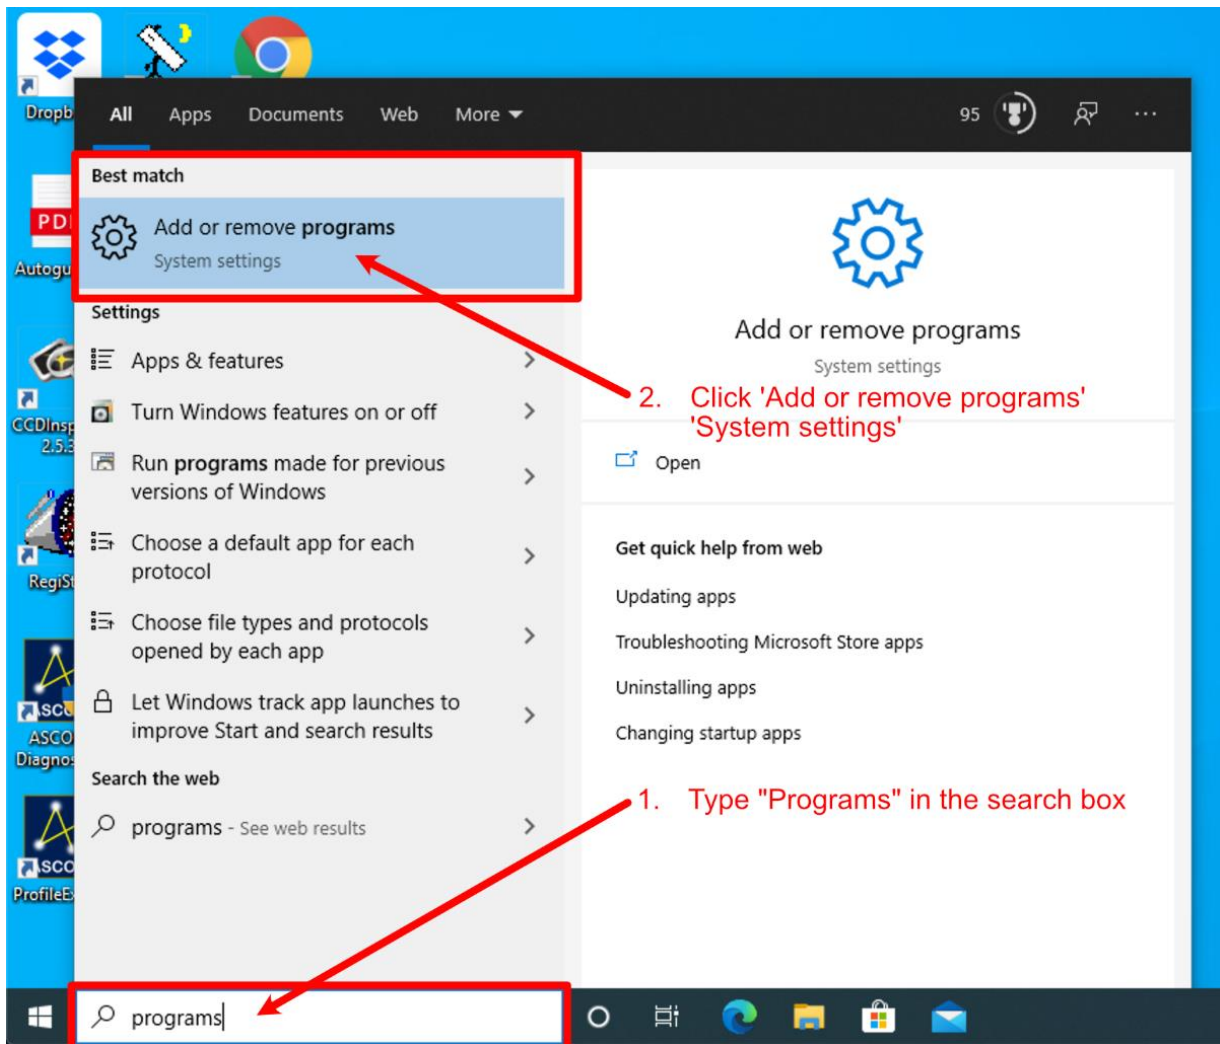 Dropb
All Apps Documents Web More
95
Best match
Add or remove programs
System settings
PD
Autogu
Settings
Apps & features
Turn Windows features on or off
CCDInsp
2.5.3
Run programs made for previous
versions of Windows
Choose a default app for each
protocol
RegiSt
Choose file types and protocols
opened by each app
Let Windows track app launches to
improve Start and search results
ASCO
Diagnos
Search the web
programs - See web results
ASCO
ProfileEx
Add or remove programs
System settings
2. Click 'Add or remove programs'
'System settings'
Open
Get quick help from web
Updating apps
Troubleshooting Microsoft Store apps
Uninstalling apps
Changing startup apps
1. Type "Programs" in the search box
programs